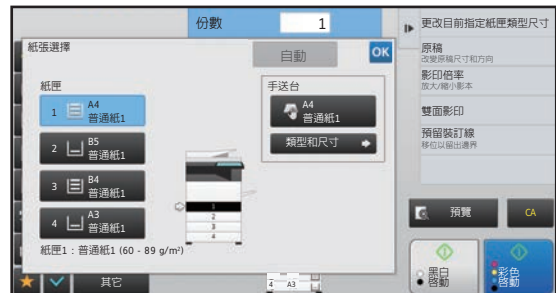 份數
1
紙張選擇
自動
OK
紙匣
1
A4
普通紙1
2
B5
普通紙1
3
B4
普通紙1
4
A3
普通紙1
手送台
A4
普通紙1
類型和尺寸
1
2
3
4
紙匣1：普通紙1 (60 - 89 g/m²)
其它
4 A3
更改目前指定紙匣類型尺寸
原稿
改變原稿尺寸和方向
影印倍率
放大/縮小影本
雙面影印
預留裝訂線
移位以留出邊界
預覽
CA
黑白
啓動
彩色
啓動